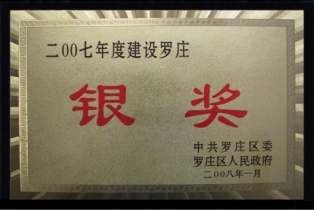 二00七年度建设罗庄
银奖
中共罗庄区委
罗庄区人民政府
二00八年一月